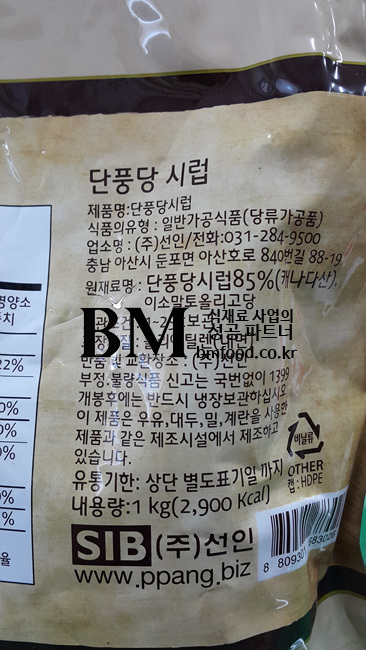 단풍당 시럽
제품명:단풍당시럽
식품의유형 : 일반가공식품(당류가공품)
업소명 : (주)선인/전화:031-284-9500
충남 아산시 둔포면 아산호로 840번길 88-19
원재료명 : 단풍당시럽85%(캐나다산),
이소말토올리고당
BM 식재료 사업의
성공 파트너
bmfood.co.kr
반품 및 교환장소 : (주)선인
부정.불량식품 신고는 국번없이 1399
개봉후에는 반드시 냉장보관하십시오
이 제품은 우유,대두,밀,계란을 사용한
제품과 같은 제조시설에서 제조하고
있습니다.
유통기한: 상단 별도표기일 까지
내용량:1 kg(2,900 Kcal)
비닐류
OTHER
캡:HDPE
SIB (주)선인
www.ppang.biz
영양소
22%
0%
0%
0%
0%
%
율